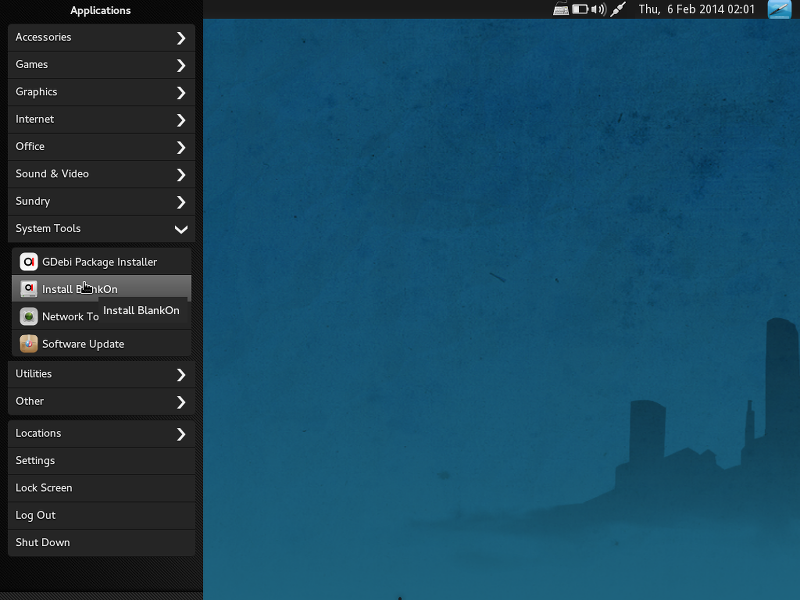 Applications
Thu, 6 Feb 2014 02:01
Accessories
Games
Graphics
Internet
Office
Sound & Video
Sundry
System Tools
GDebi Package Installer
Install BlankOn
Install BlankOn
Network To
Software Update
Utilities
Other
Locations
Settings
Lock Screen
Log Out
Shut Down